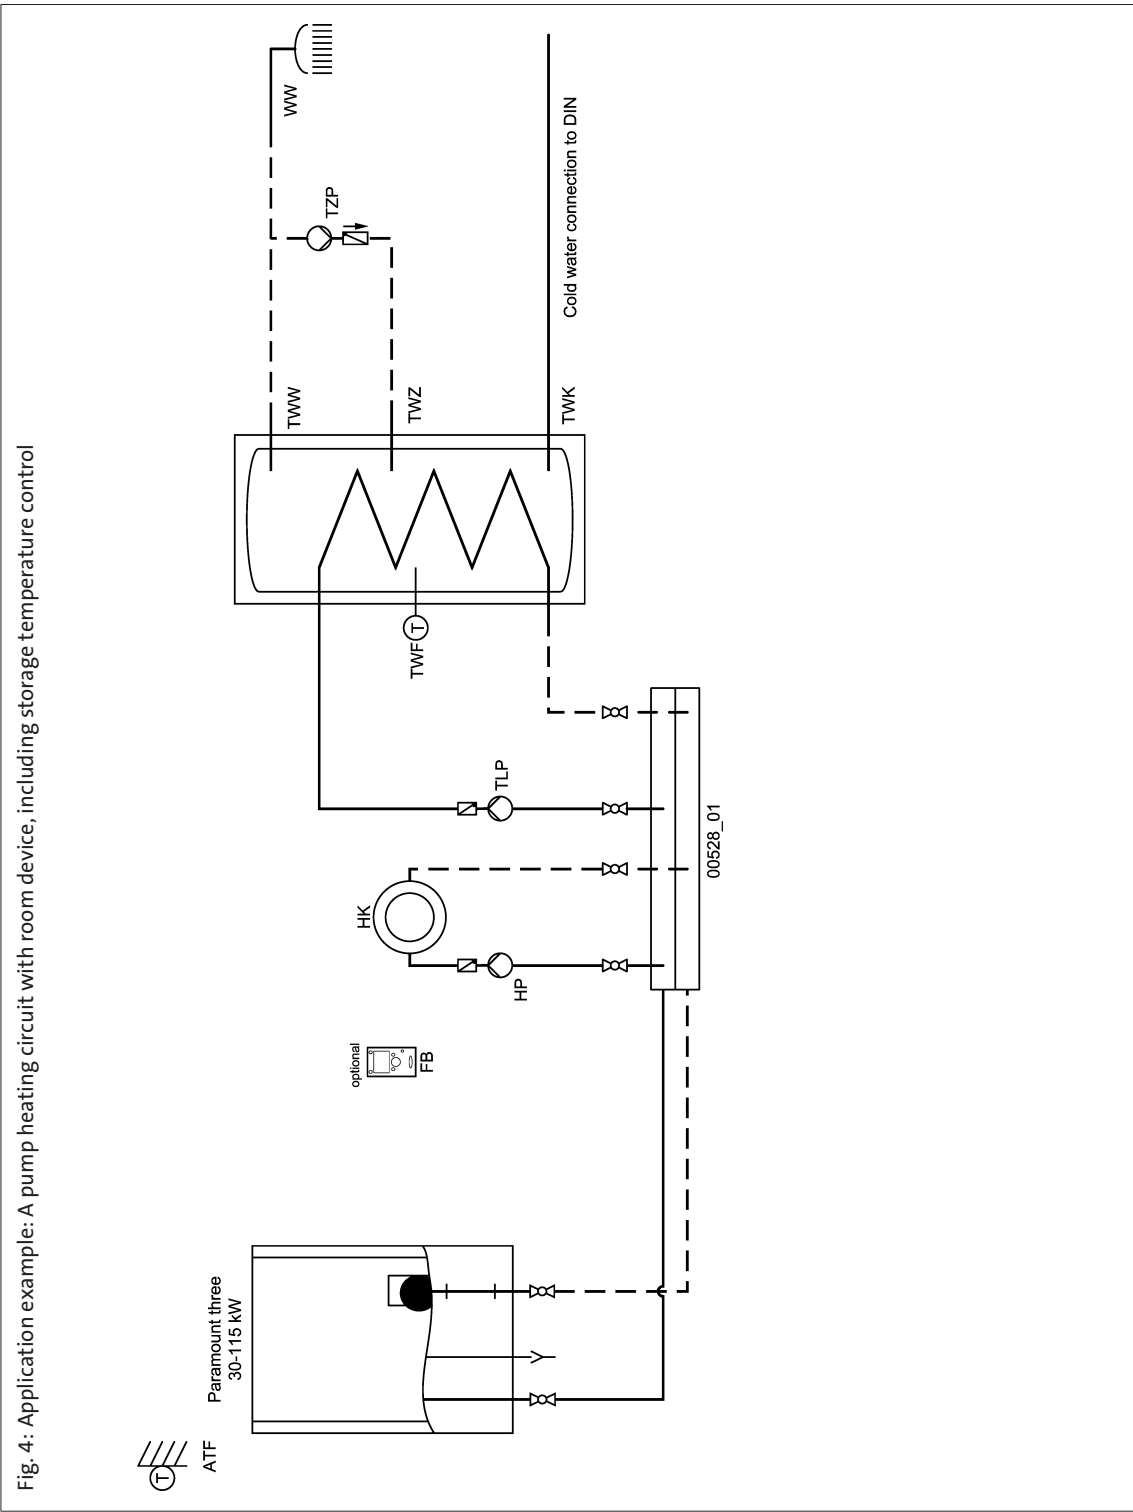 Fig. 4: Application example: A pump heating circuit with room device, including storage temperature control
T
ATF
Paramount three
30-115 kW
optional
FB
HK
HP
TLP
00528_01
TWF
T
TWW
TWZ
TWK
TZP
WW
Cold water connection to DIN